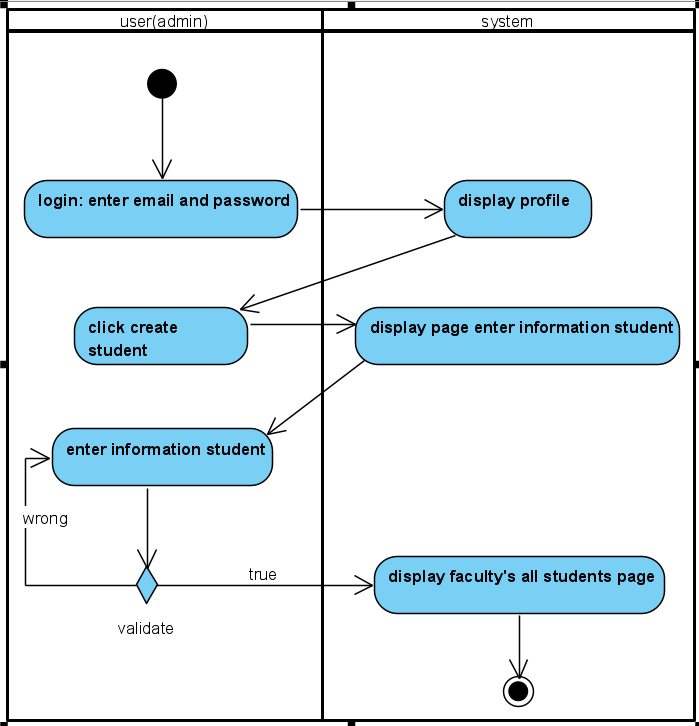 user(admin)
system
login: enter email and password
display profile
click create
student
display page enter information student
enter information student
wrong
true
display faculty's all students page
validate